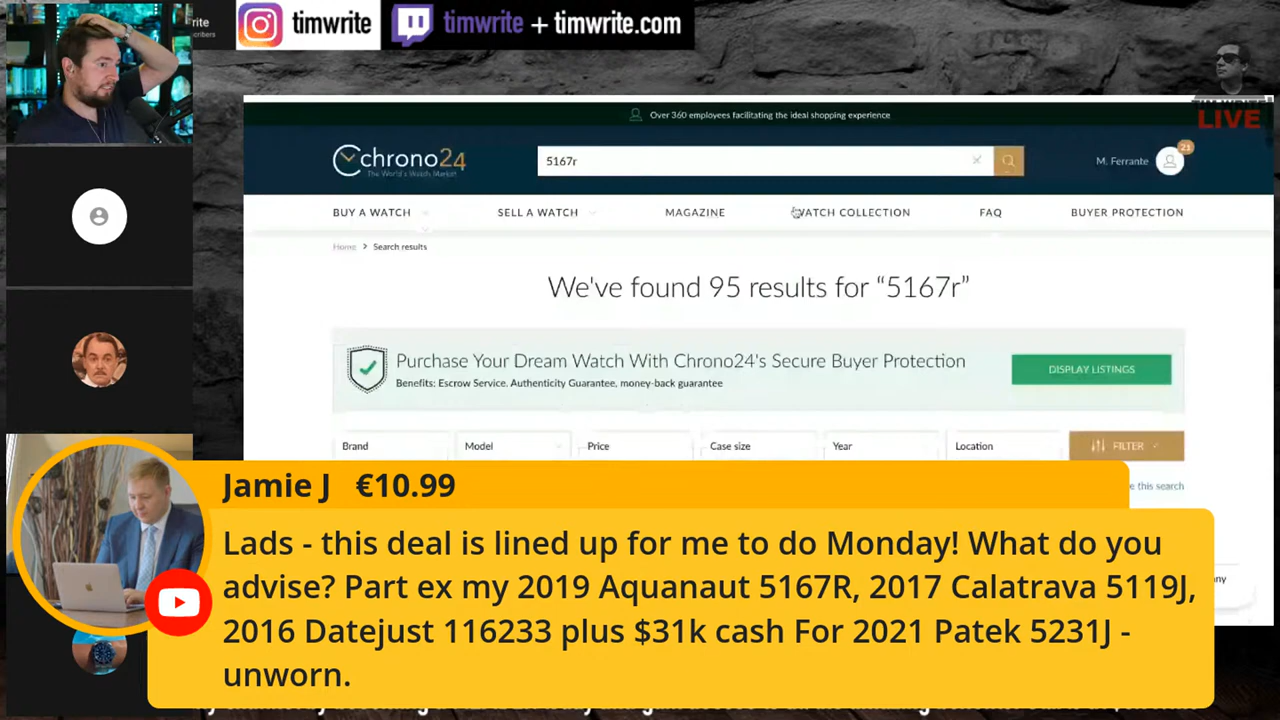 rite
cribers
timwrite
timwrite + timwrite.com
LIVE
Over 360 employees facilitating the ideal shopping experience
chrono24
The World's Watch Market
5167r
M. Ferrante
21
BUY A WATCH
SELL A WATCH
MAGAZINE
WATCH COLLECTION
FAQ
BUYER PROTECTION
Home > Search results
We've found 95 results for “5167r”
Purchase Your Dream Watch With Chrono24's Secure Buyer Protection
Benefits: Escrow Service. Authenticity Guarantee, money-back guarantee
DISPLAY LISTINGS
Brand
Model
Price
Case size
Year
Location
FILTER
e this search
ny
Jamie J €10.99
Lads - this deal is lined up for me to do Monday! What do you
advise? Part ex my 2019 Aquanaut 5167R, 2017 Calatrava 5119J,
2016 Datejust 116233 plus $31k cash For 2021 Patek 5231J -
unworn.